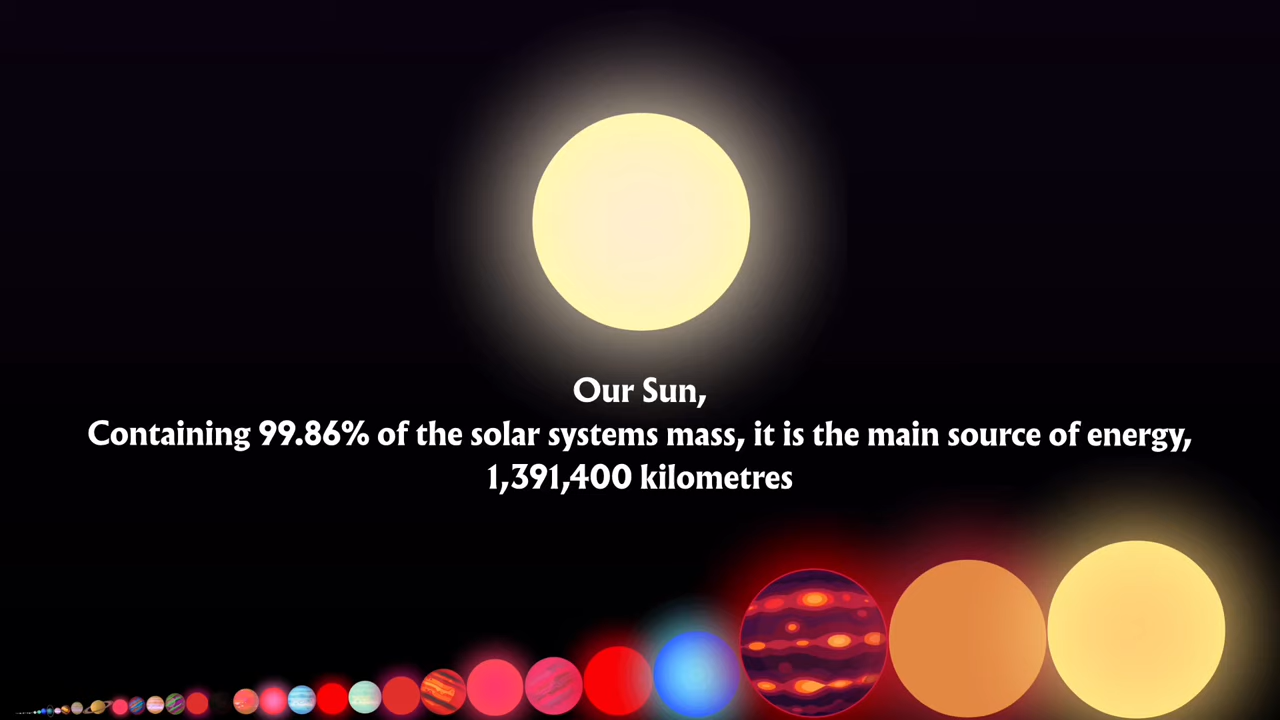 Our Sun,
Containing 99.86% of the solar systems mass, it is the main source of energy,
1,391,400 kilometres